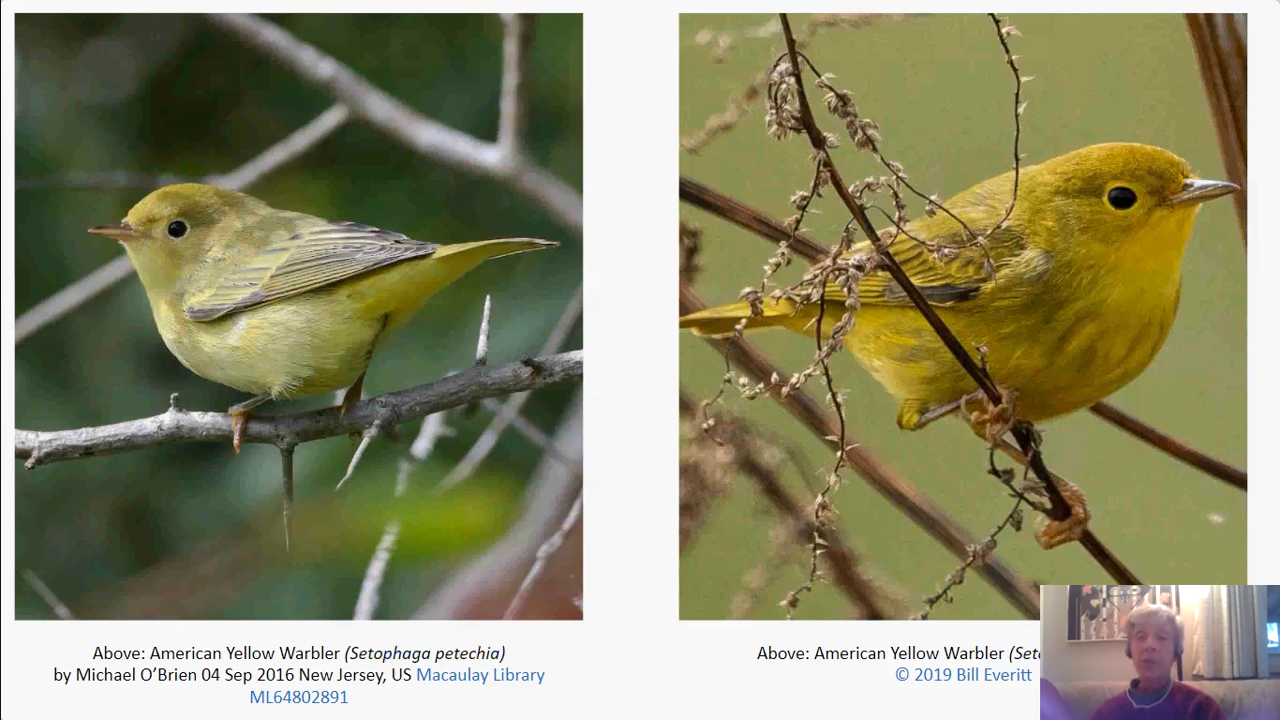 Above: American Yellow Warbler (Setophaga petechia)
by Michael O’Brien 04 Sep 2016 New Jersey, US Macaulay Library
ML64802891
Above: American Yellow Warbler
© 2019 Bill Everitt